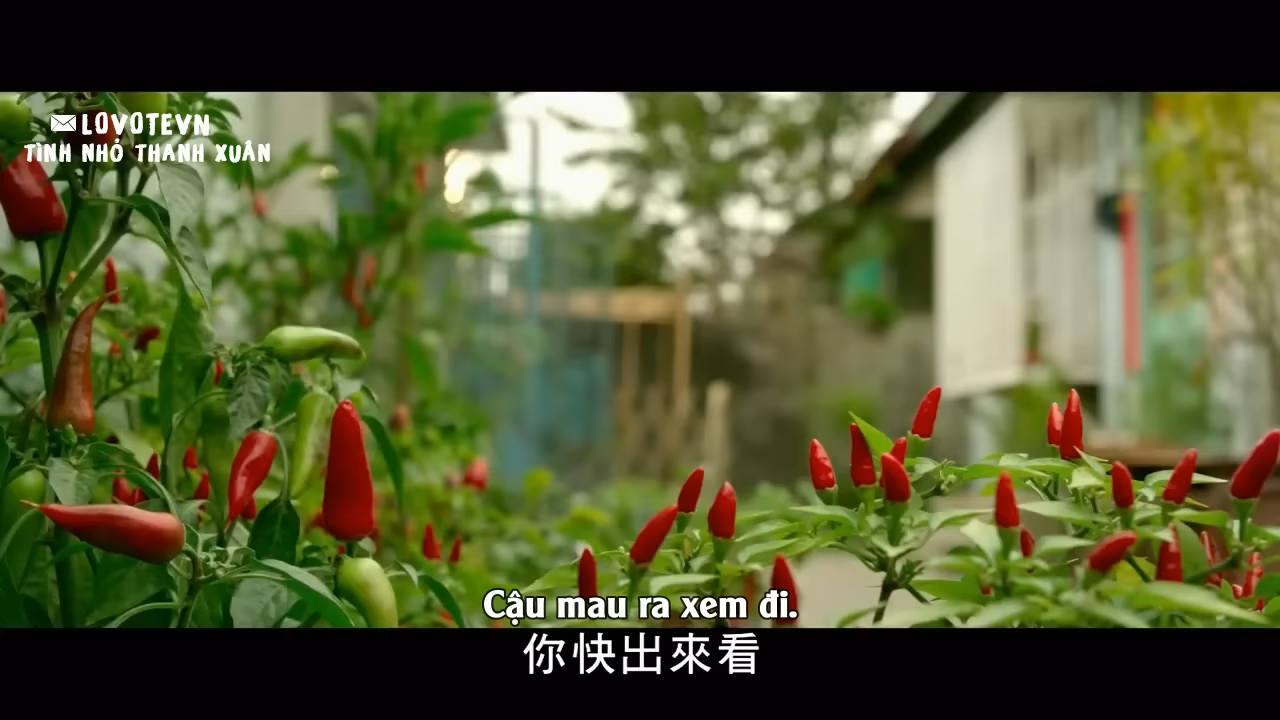 LOVOTEVN
TÌNH NHỎ THANH XUÂN
Cậu mau ra xem đi.
你快出來看